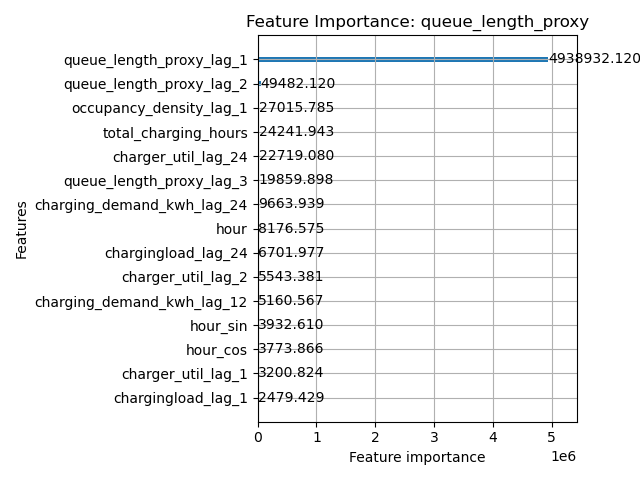 Feature Importance: queue_length_proxy
queue_length_proxy_lag_1 4938932.120
queue_length_proxy_lag_2 49482.120
occupancy_density_lag_1 27015.785
total_charging_hours 24241.943
charger_util_lag_24 22719.080
queue_length_proxy_lag_3 19859.898
charging_demand_kwh_lag_24 9663.939
hour 8176.575
chargingload_lag_24 6701.977
charger_util_lag_2 5543.381
charging_demand_kwh_lag_12 5160.567
hour_sin 3932.610
hour_cos 3773.866
charger_util_lag_1 3200.824
chargingload_lag_1 2479.429
Features
0 1 2 3 4 5
1e6
Feature importance